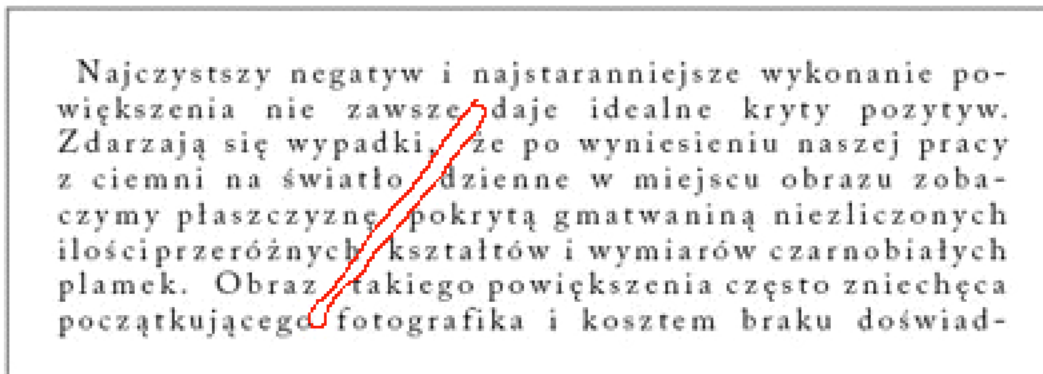 Najczystszy negatyw i najstaranniejsze wykonanie po-
większenia nie zawsze daje idealne kryty pozytyw.
Zdarzają się wypadki, że po wyniesieniu naszej pracy
z ciemni na światło dzienne w miejscu obrazu zoba-
czymy płaszczyznę pokrytą gmatwaniną niezliczonych
ilościprzeróżnych kształtów i wymiarów czarnobiałych
plamek. Obraz takiego powiększenia często zniechęca
początkującego fotografika i kosztem braku doświad-